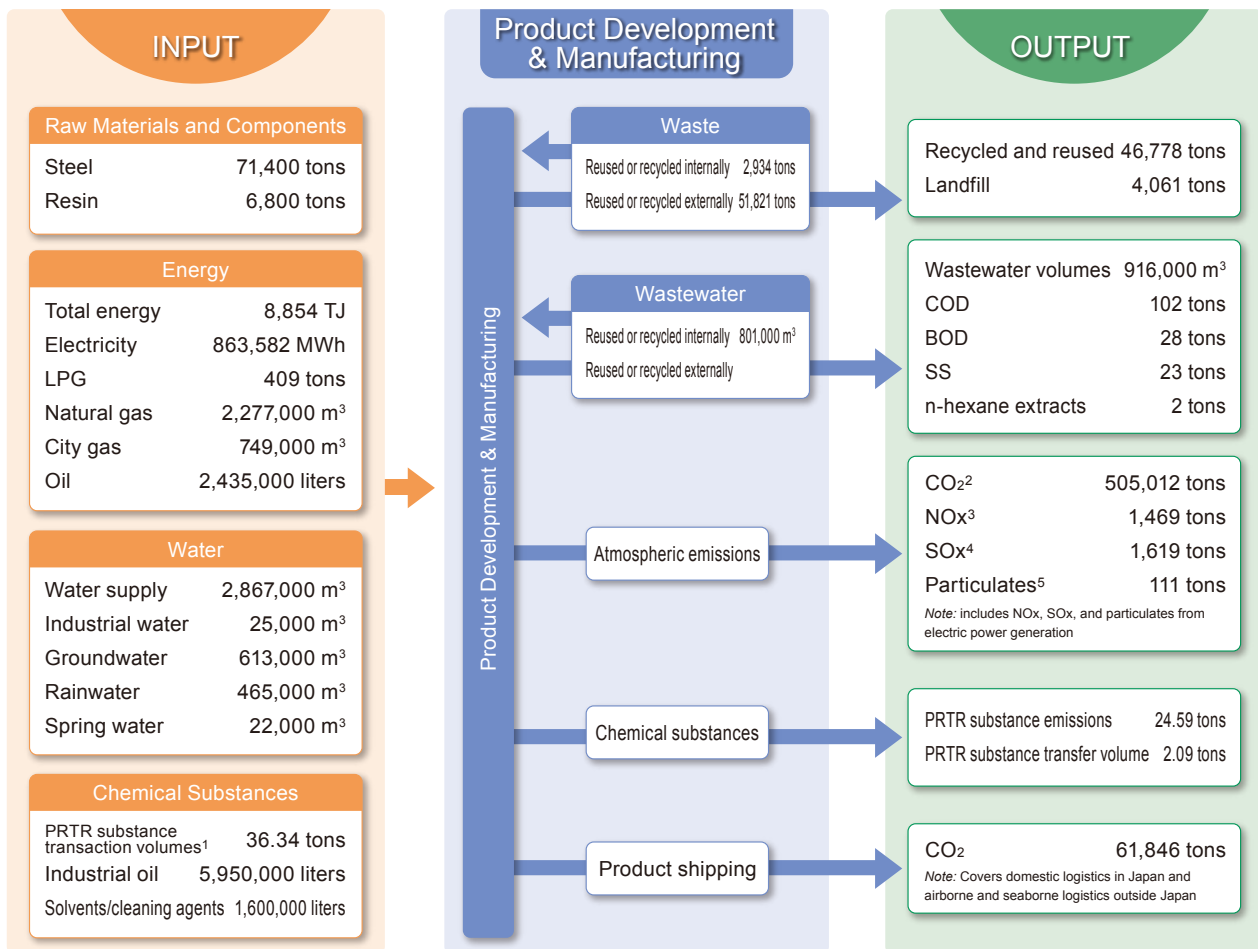 INPUT
Raw Materials and Components
Steel 71,400 tons
Resin 6,800 tons
Energy
Total energy 8,854 TJ
Electricity 863,582 MWh
LPG 409 tons
Natural gas 2,277,000 m³
City gas 749,000 m³
Oil 2,435,000 liters
Water
Water supply 2,867,000 m³
Industrial water 25,000 m³
Groundwater 613,000 m³
Rainwater 465,000 m³
Spring water 22,000 m³
Chemical Substances
PRTR substance
transaction volumes¹ 36.34 tons
Industrial oil 5,950,000 liters
Solvents/cleaning agents 1,600,000 liters
Product Development
& Manufacturing
Product Development & Manufacturing
Waste
Reused or recycled internally 2,934 tons
Reused or recycled externally 51,821 tons
Wastewater
Reused or recycled internally 801,000 m³
Reused or recycled externally
Atmospheric emissions
Chemical substances
Product shipping
OUTPUT
Recycled and reused 46,778 tons
Landfill 4,061 tons
Wastewater volumes 916,000 m³
COD 102 tons
BOD 28 tons
SS 23 tons
n-hexane extracts 2 tons
CO₂² 505,012 tons
NOx³ 1,469 tons
SOx⁴ 1,619 tons
Particulates⁵ 111 tons
Note: includes NOx, SOx, and particulates from
electric power generation
PRTR substance emissions 24.59 tons
PRTR substance transfer volume 2.09 tons
CO₂ 61,846 tons
Note: Covers domestic logistics in Japan and
airborne and seaborne logistics outside Japan